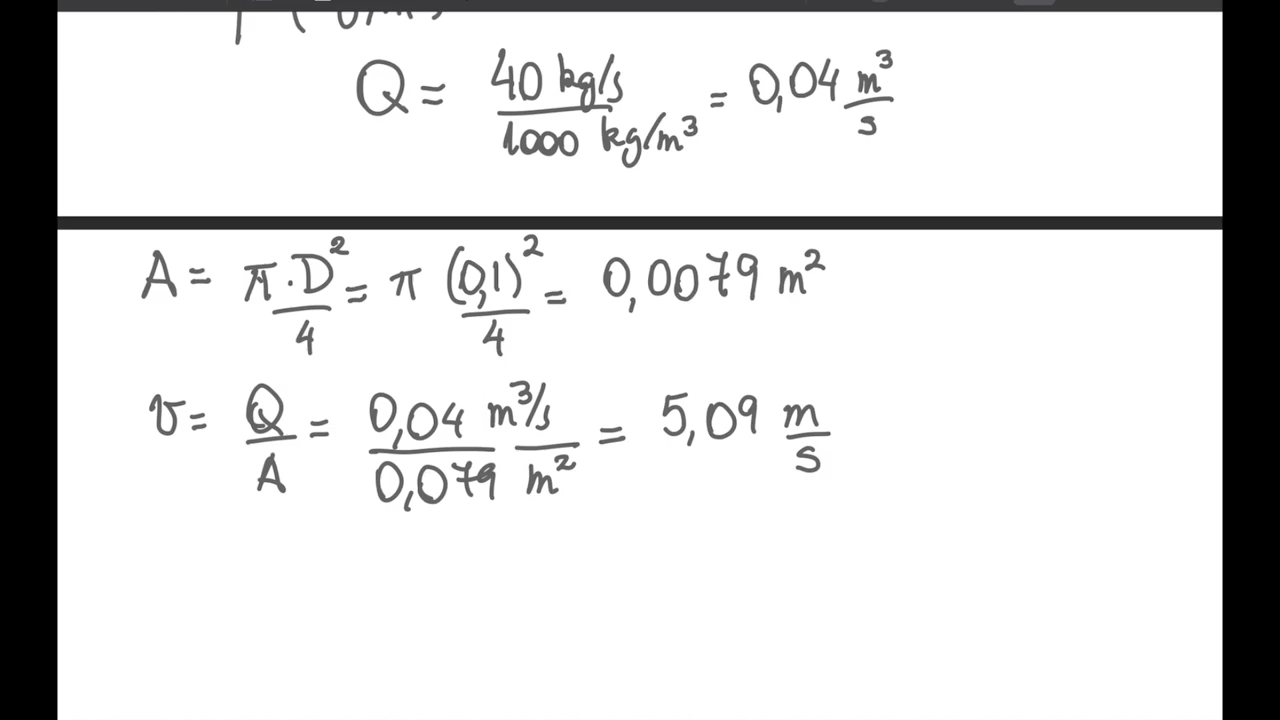 Q = 40 kg/s / 1000 kg/m³ = 0,04 m³/s
A = π·D²/4 = π (0,1)²/4 = 0,0079 m²
v = Q/A = 0,04 m³/s / 0,079 m² = 5,09 m/s